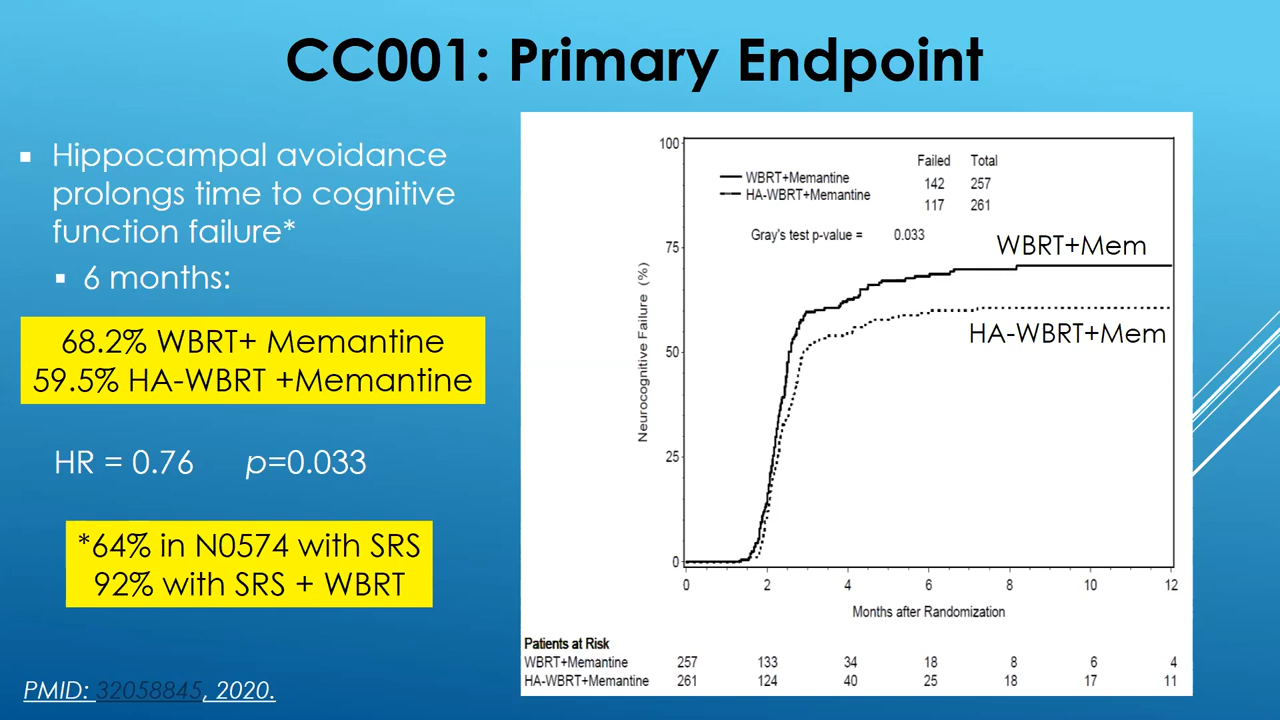 CC001: Primary Endpoint
▪ Hippocampal avoidance
prolongs time to cognitive
function failure*
▪ 6 months:
68.2% WBRT+ Memantine
59.5% HA-WBRT +Memantine
HR = 0.76 p=0.033
*64% in N0574 with SRS
92% with SRS + WBRT
PMID: 32058845, 2020.
100
75
50
25
0
Neurocognitive Failure (%)
Failed Total
WBRT+Memantine 142 257
HA-WBRT+Memantine 117 261
Gray's test p-value = 0.033
WBRT+Mem
HA-WBRT+Mem
0 2 4 6 8 10 12
Months after Randomization
Patients at Risk
WBRT+Memantine 257 133 34 18 8 6 4
HA-WBRT+Memantine 261 124 40 25 18 17 11